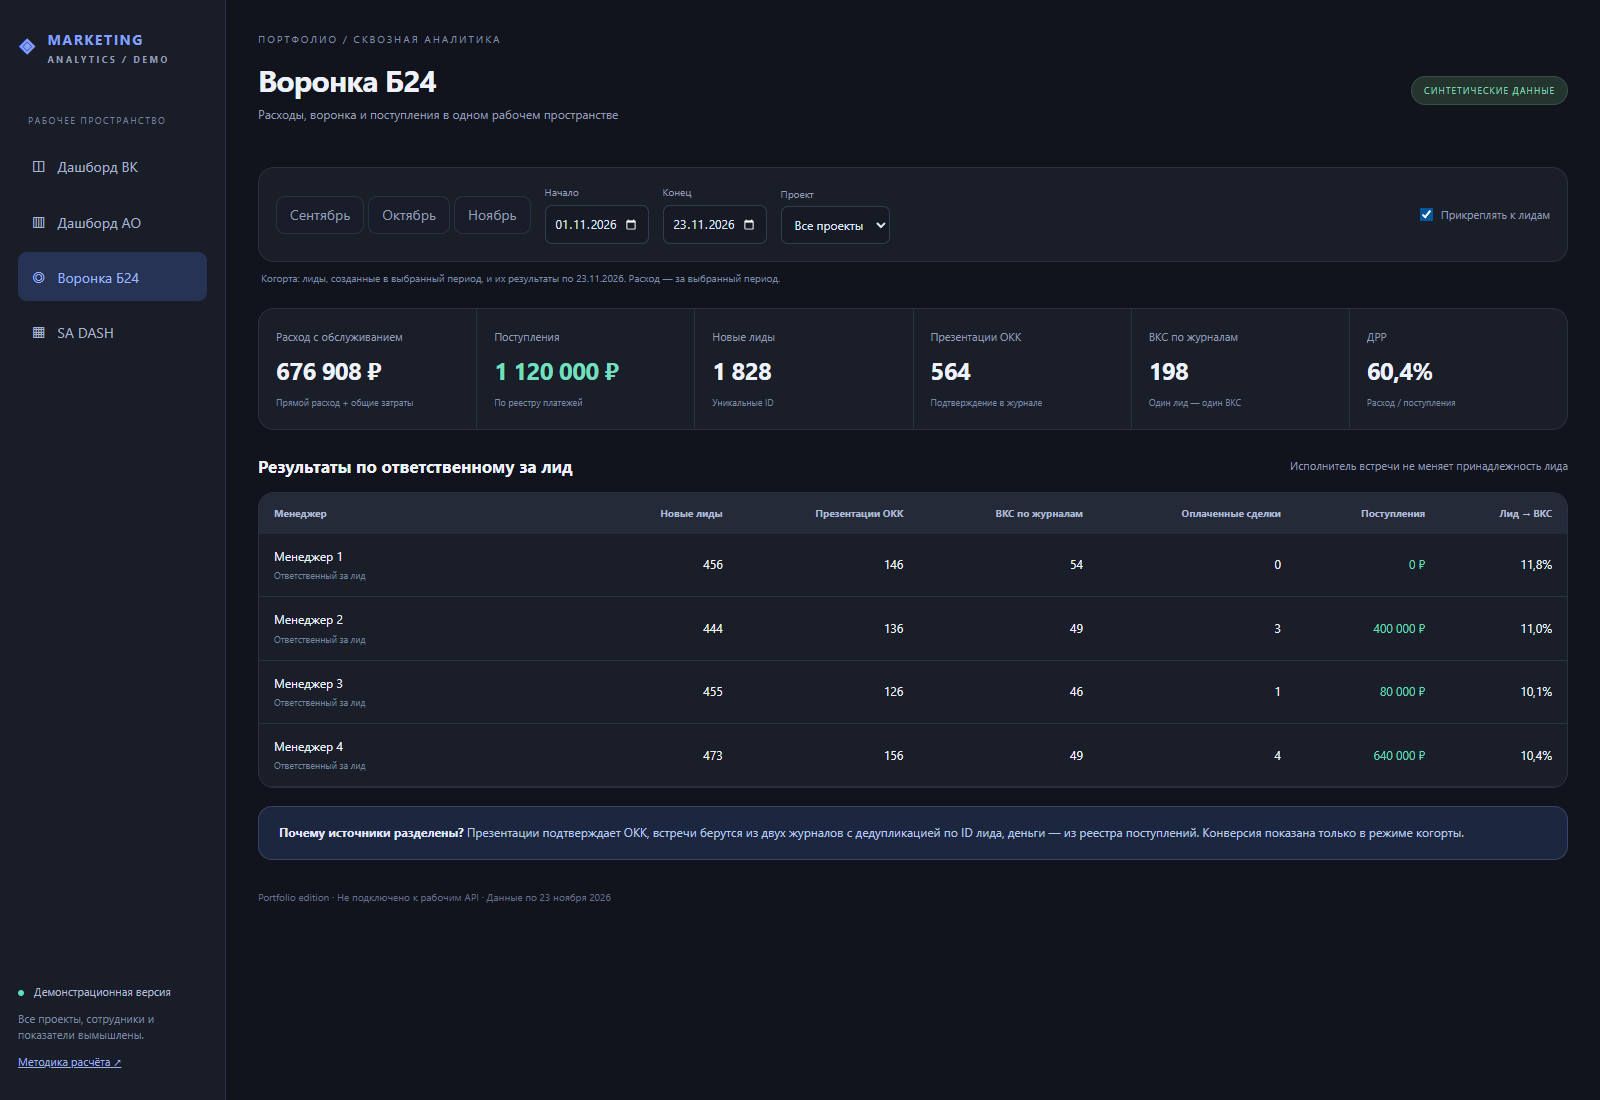 MARKETING
ANALYTICS / DEMO
РАБОЧЕЕ ПРОСТРАНСТВО
Дашборд ВК
Дашборд АО
Воронка Б24
SA DASH
Демонстрационная версия
Все проекты, сотрудники и
показатели вымышлены.
Методика расчёта ↗
ПОРТФОЛИО / СКВОЗНАЯ АНАЛИТИКА
Воронка Б24
Расходы, воронка и поступления в одном рабочем пространстве
СИНТЕТИЧЕСКИЕ ДАННЫЕ
Сентябрь Октябрь Ноябрь
Начало Конец Проект
01.11.2026 23.11.2026 Все проекты
Прикреплять к лидам
Когорта: лиды, созданные в выбранный период, и их результаты по 23.11.2026. Расход — за выбранный период.
Расход с обслуживанием Поступления Новые лиды Презентации ОКК ВКС по журналам ДРР
676 908 ₽ 1 120 000 ₽ 1 828 564 198 60,4%
Прямой расход + общие затраты По реестру платежей Уникальные ID Подтверждение в журнале Один лид — один ВКС Расход / поступления
Результаты по ответственному за лид
Исполнитель встречи не меняет принадлежность лида
Менеджер Новые лиды Презентации ОКК ВКС по журналам Оплаченные сделки Поступления Лид → ВКС
Менеджер 1 456 146 54 0 0 ₽ 11,8%
Ответственный за лид
Менеджер 2 444 136 49 3 400 000 ₽ 11,0%
Ответственный за лид
Менеджер 3 455 126 46 1 80 000 ₽ 10,1%
Ответственный за лид
Менеджер 4 473 156 49 4 640 000 ₽ 10,4%
Ответственный за лид
Почему источники разделены? Презентации подтверждает ОКК, встречи берутся из двух журналов с дедупликацией по ID лида, деньги — из реестра поступлений. Конверсия показана только в режиме когорты.
Portfolio edition · Не подключено к рабочим API · Данные по 23 ноября 2026